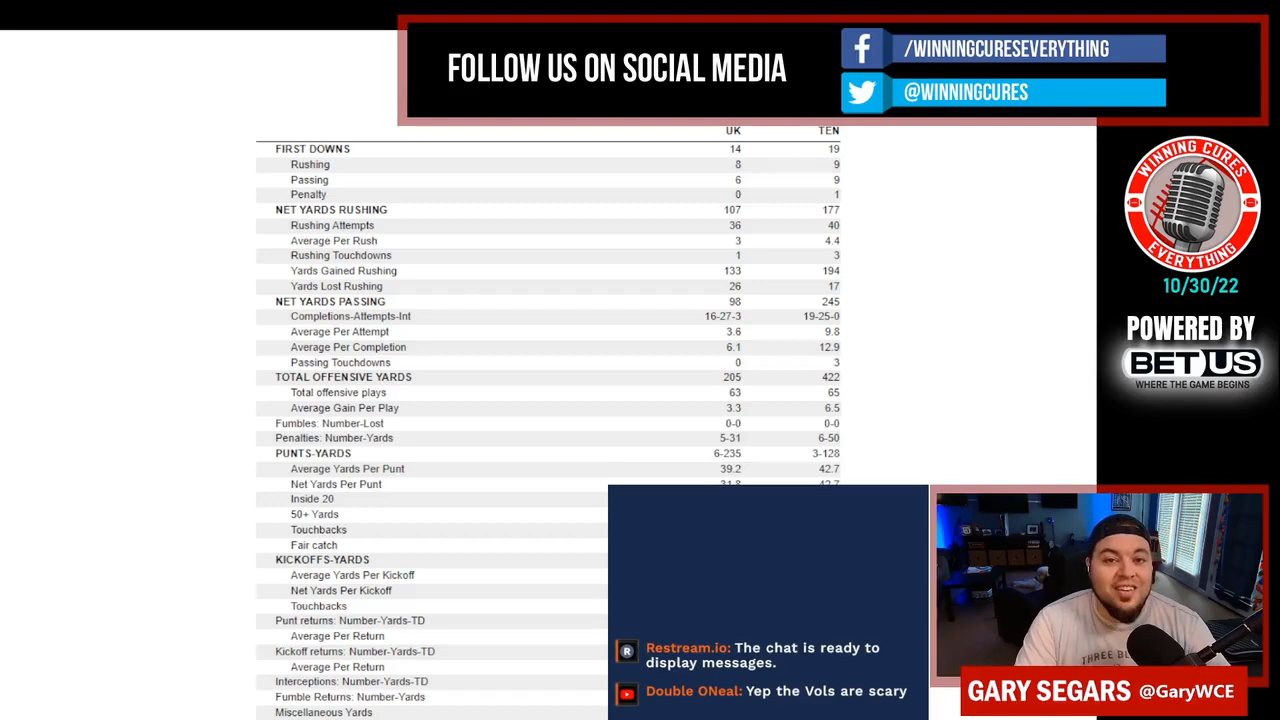 FOLLOW US ON SOCIAL MEDIA
f /WINNINGCURESEVERYTHING
@WINNINGCURES
UK TEN
FIRST DOWNS 14 19
Rushing 8 9
Passing 6 9
Penalty 0 1
NET YARDS RUSHING 107 177
Rushing Attempts 36 40
Average Per Rush 3 4.4
Rushing Touchdowns 1 3
Yards Gained Rushing 133 194
Yards Lost Rushing 26 17
NET YARDS PASSING 98 245
Completions-Attempts-Int 16-27-3 19-25-0
Average Per Attempt 3.6 9.8
Average Per Completion 6.1 12.9
Passing Touchdowns 0 3
TOTAL OFFENSIVE YARDS 205 422
Total offensive plays 63 65
Average Gain Per Play 3.3 6.5
Fumbles: Number-Lost 0-0 0-0
Penalties: Number-Yards 5-31 6-50
PUNTS-YARDS 6-235 3-128
Average Yards Per Punt 39.2 42.7
Net Yards Per Punt 31.8 42.7
Inside 20
50+ Yards
Touchbacks
Fair catch
KICKOFFS-YARDS
Average Yards Per Kickoff
Net Yards Per Kickoff
Touchbacks
Punt returns: Number-Yards-TD
Average Per Return
Kickoff returns: Number-Yards-TD
Average Per Return
Interceptions: Number-Yards-TD
Fumble Returns: Number-Yards
Miscellaneous Yards
WINNING CURES
EVERYTHING
10/30/22
POWERED BY
BETUS
WHERE THE GAME BEGINS
R Restream.io: The chat is ready to
display messages.
Double ONeal: Yep the Vols are scary
THREE BL
GARY SEGARS @GaryWCE